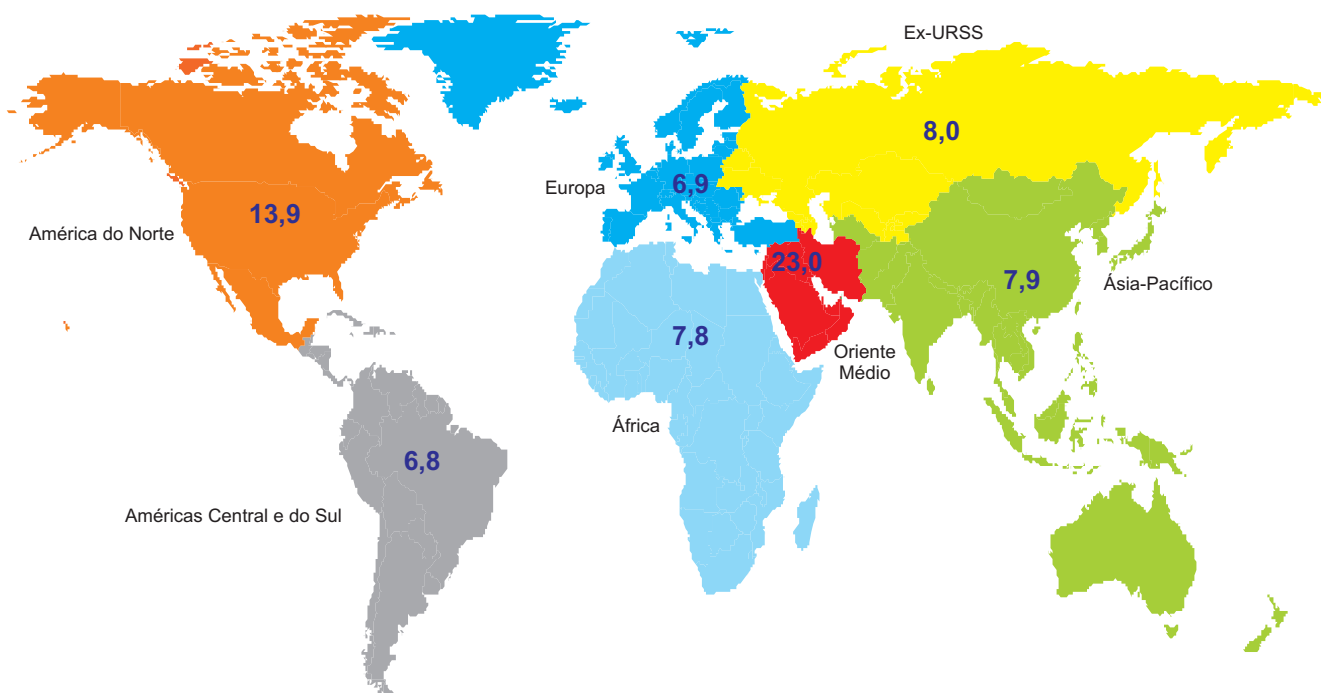 Ex-URSS
8,0
Europa
6,9
13,9
América do Norte
23,0
7,9
Ásia-Pacífico
7,8
Oriente
Médio
África
6,8
Américas Central e do Sul